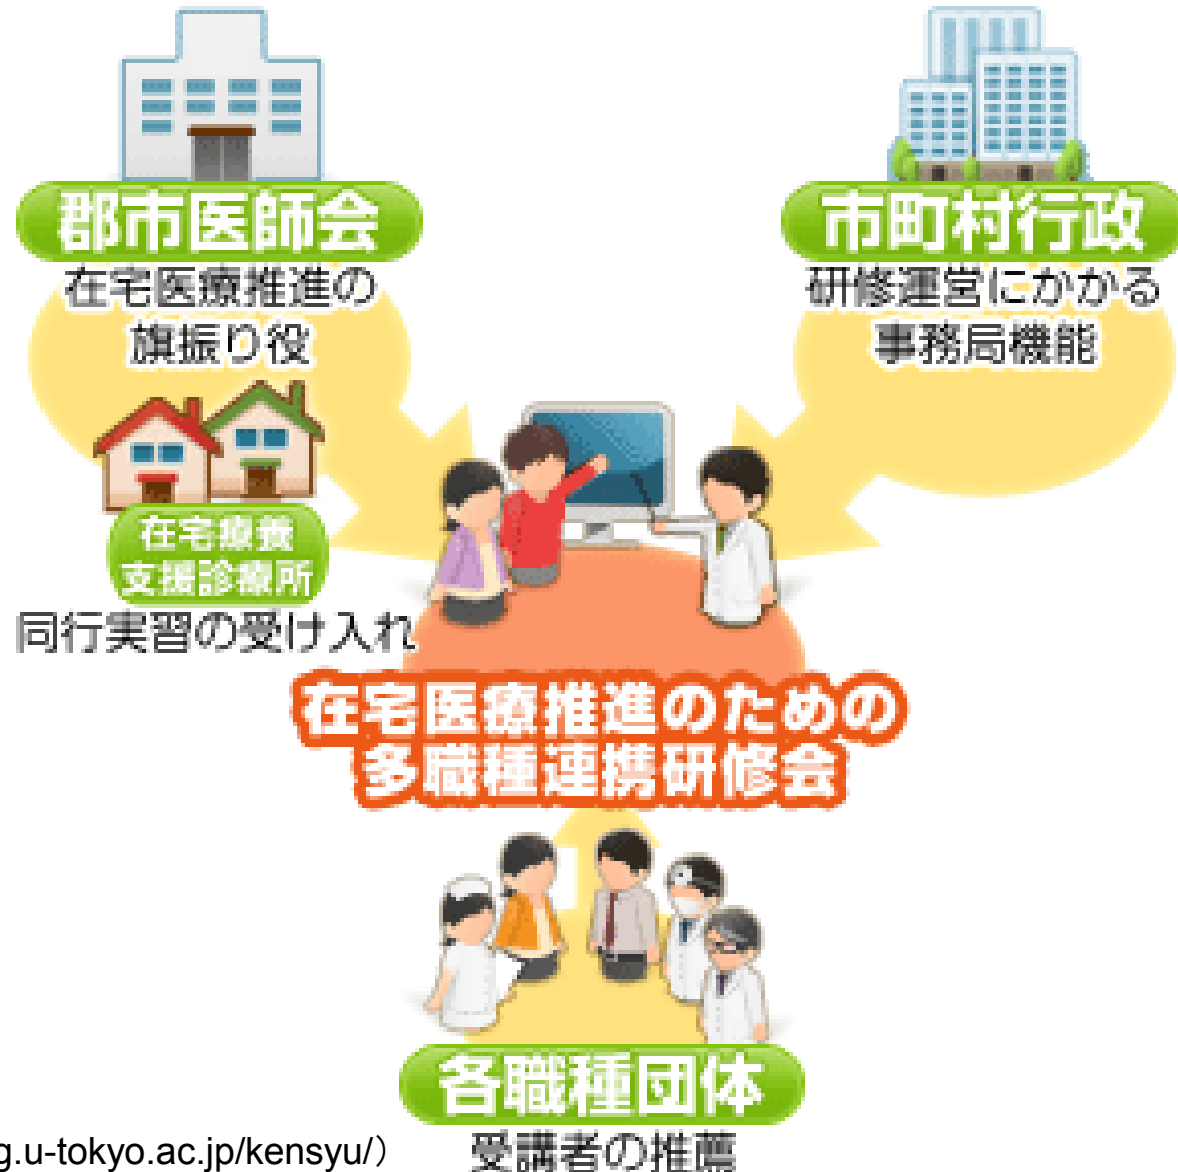 郡市医師会
在宅医療推進の
旗振り役
市町村行政
研修運営にかかる
事務局機能
在宅療養
支援診療所
同行実習の受け入れ
在宅医療推進のための
多職種連携研修会
各職種団体
受講者の推薦
g.u-tokyo.ac.jp/kensyu/）